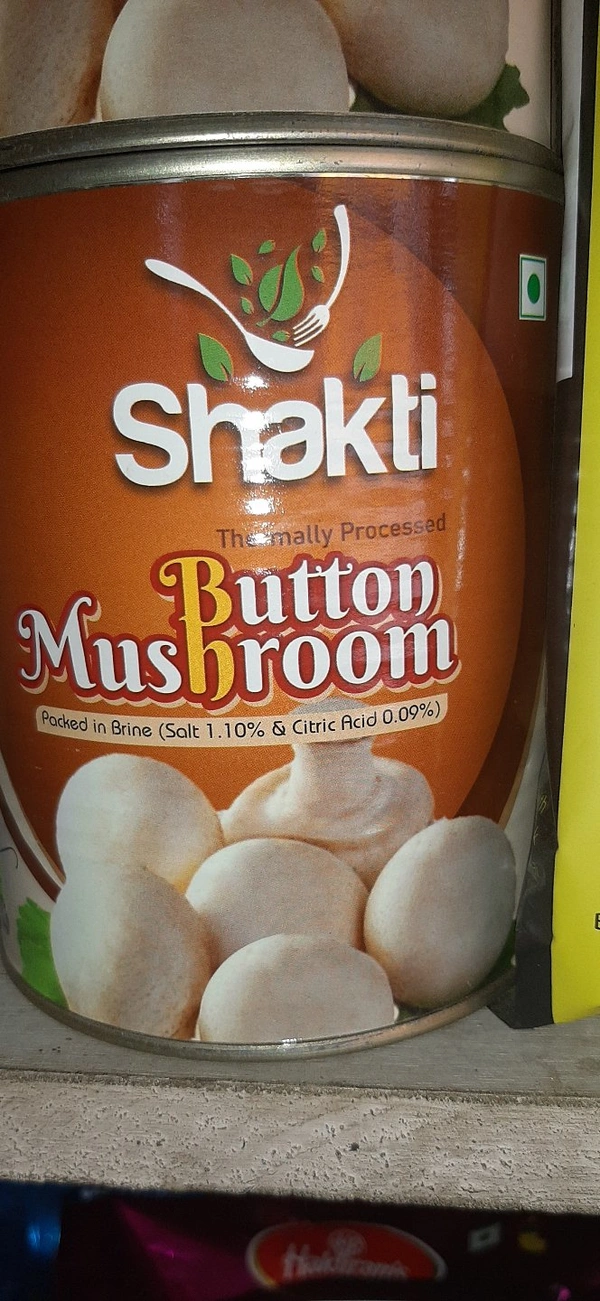 Shakti
Thermally Processed
Button
Mushroom
Packed in Brine (Salt 1.10% & Citric Acid 0.09%)